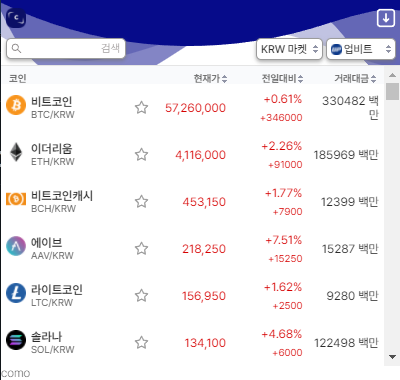 검색
KRW 마켓
업비트
코인 현재가 전일대비 거래대금
비트코인 57,260,000 +0.61% 330482 백만
BTC/KRW +346000
이더리움 4,116,000 +2.26% 185969 백만
ETH/KRW +91000
비트코인캐시 453,150 +1.77% 12399 백만
BCH/KRW +7900
에이브 218,250 +7.51% 15287 백만
AAV/KRW +15250
라이트코인 156,950 +1.62% 9280 백만
LTC/KRW +2500
솔라나 134,100 +4.68% 122498 백만
SOL/KRW +6000
como